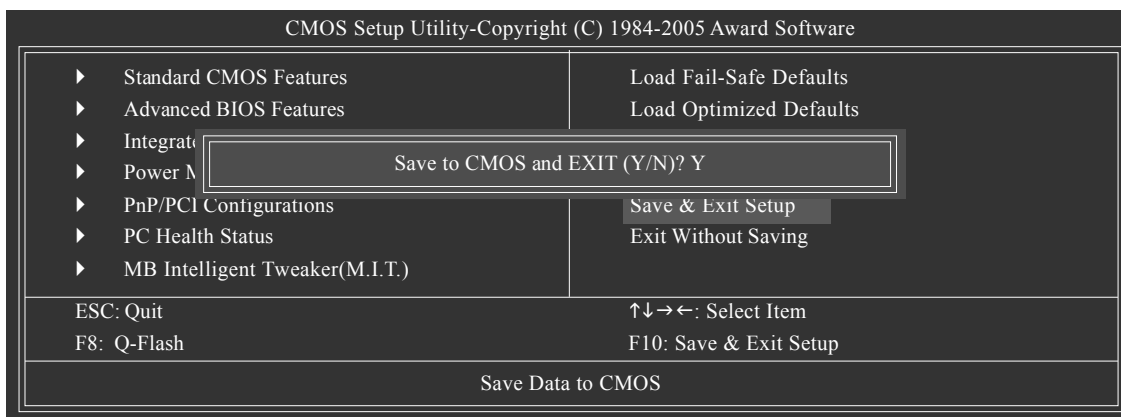 CMOS Setup Utility-Copyright (C) 1984-2005 Award Software
Standard CMOS Features
Advanced BIOS Features
Power
PnP/PCI Configurations
PC Health Status
MB Intelligent Tweaker(M.I.T.)
Load Fail-Safe Defaults
Load Optimized Defaults
Save to CMOS and EXIT (Y/N)? Y
Save & Exit Setup
Exit Without Saving
ESC: Quit
↑↓→←: Select Item
F8: Q-Flash
F10: Save & Exit Setup
Save Data to CMOS